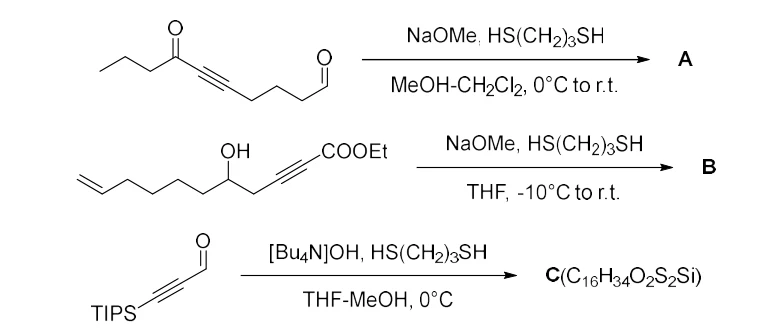 O
O
NaOMe, HS(CH2)3SH
MeOH-CH2Cl2, 0°C to r.t.
A
OH
COOEt
NaOMe, HS(CH2)3SH
THF, -10°C to r.t.
B
O
TIPS
[Bu4N]OH, HS(CH2)3SH
THF-MeOH, 0°C
C(C16H34O2S2Si)